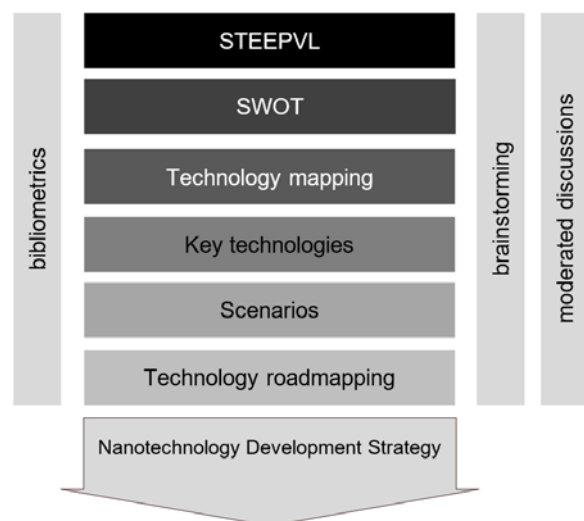 STEEPVL
SWOT
Technology mapping
Key technologies
Scenarios
Technology roadmapping
Nanotechnology Development Strategy
bibliometrics
brainstorming
moderated discussions